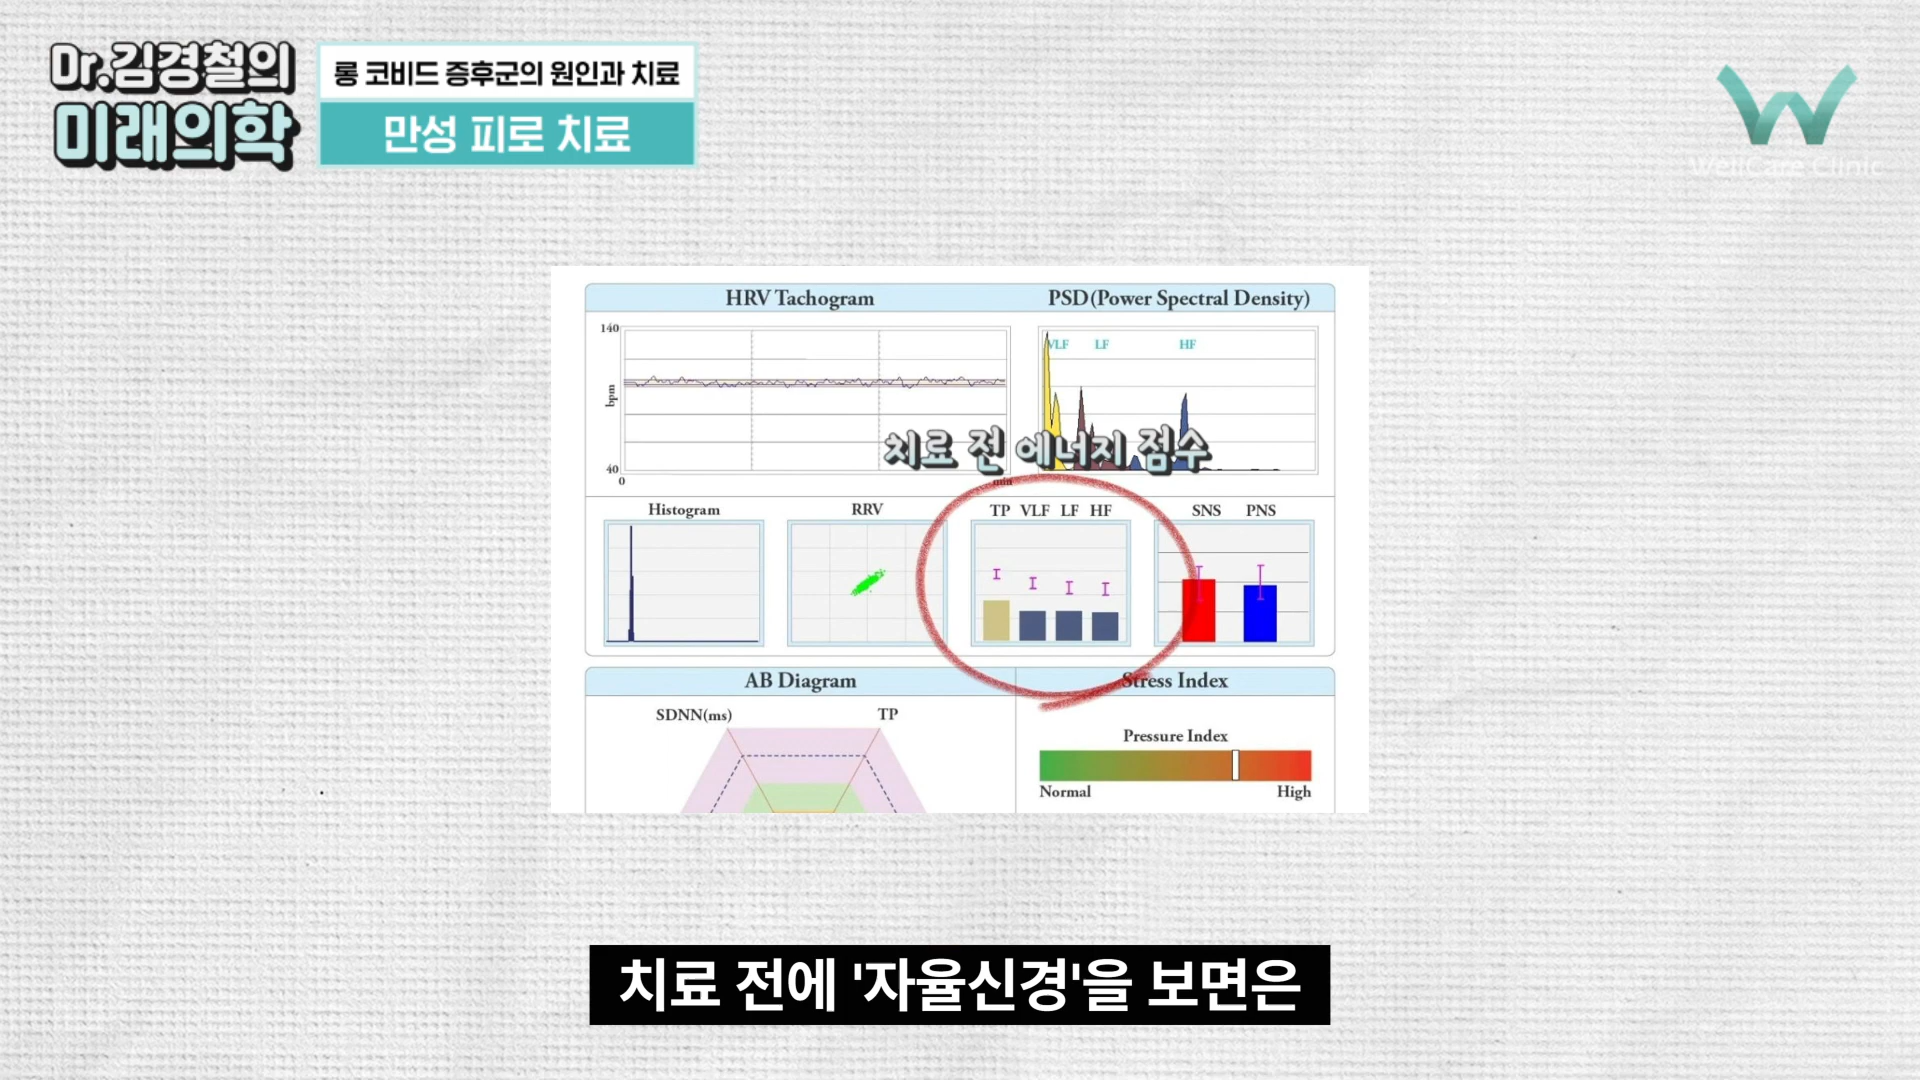 Dr.김경철의
미래의학
롱 코비드 증후군의 원인과 치료
만성 피로 치료
WellCare Clinic
HRV Tachogram
PSD(Power Spectral Density)
140
bpm
40
0
min
VLF LF HF
치료 전 에너지 점수
Histogram
RRV
TP VLF LF HF
SNS PNS
AB Diagram
Stress Index
SDNN(ms)
TP
Pressure Index
Normal
High
치료 전에 '자율신경'을 보면은